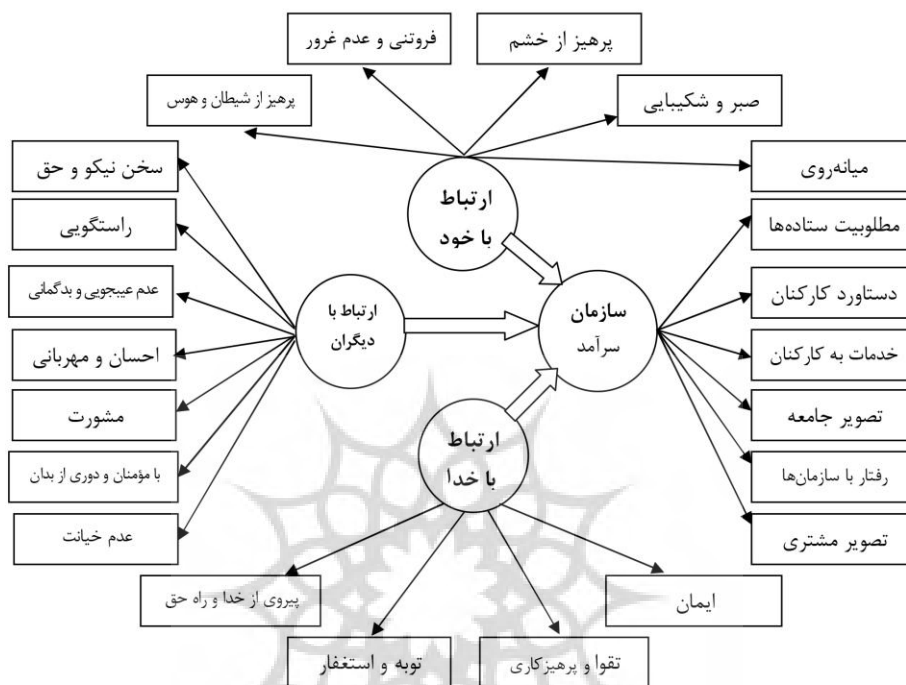 فروتنی و عدم غرور
پرهیز از خشم
پرهیز از شیطان و هوس
صبر و شکیبایی
میانه‌روی
ارتباط
با خود
سخن نیکو و حق
راستگویی
عدم عیبجویی و بدگمانی
احسان و مهربانی
مشورت
با مؤمنان و دوری از بدان
عدم خیانت
ارتباط با
دیگران
سازمان
سرآمد
مطلوبیت ستاده‌ها
دستاورد کارکنان
خدمات به کارکنان
تصویر جامعه
رفتار با سازمان‌ها
تصویر مشتری
ارتباط
با خدا
پیروی از خدا و راه حق
توبه و استغفار
تقوا و پرهیزکاری
ایمان